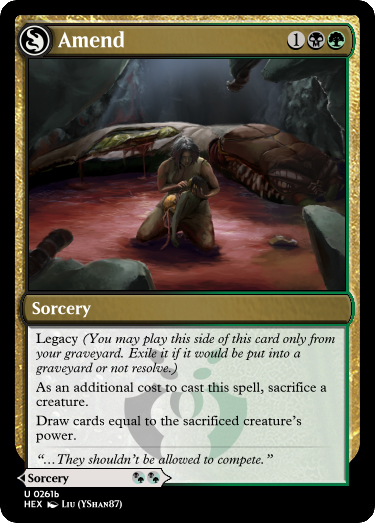 Amend
1
Sorcery
Legacy (You may play this side of this card only from
your graveyard. Exile it if it would be put into a
graveyard or not resolve.)
As an additional cost to cast this spell, sacrifice a
creature.
Draw cards equal to the sacrificed creature's
power.
“…They shouldn't be allowed to compete.”
Sorcery
U 0261b
HEX Liu (YShan87)